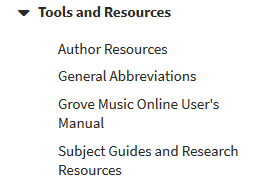 Tools and Resources
Author Resources
General Abbreviations
Grove Music Online User's
Manual
Subject Guides and Research
Resources